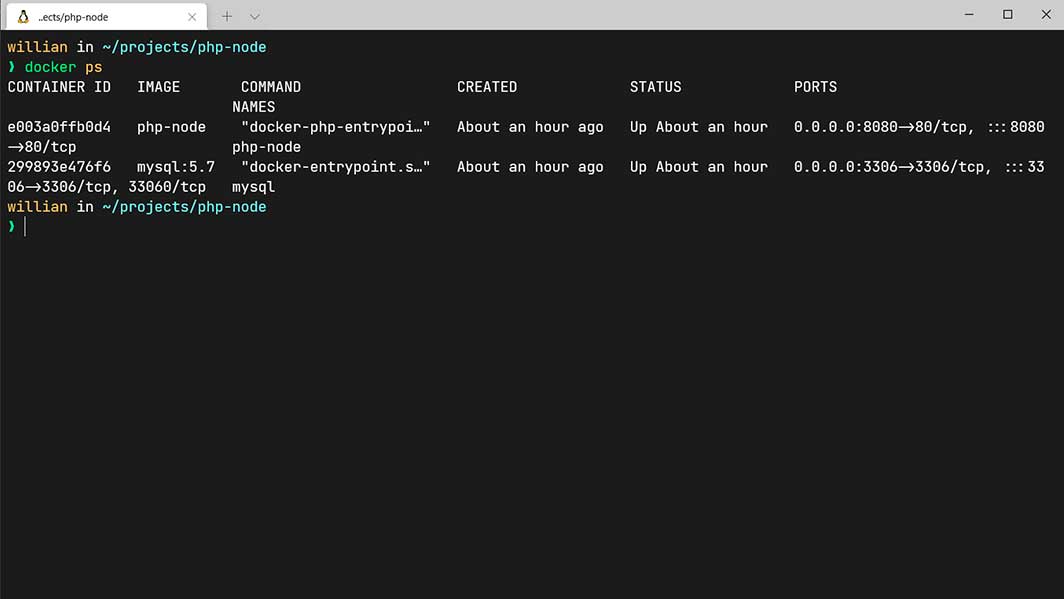 ..ects/php-node
willian in ~/projects/php-node
❯ docker ps
CONTAINER ID   IMAGE       COMMAND                  CREATED             STATUS             PORTS
                          NAMES
e003a0ffb0d4   php-node    "docker-php-entrypoi…"   About an hour ago   Up About an hour   0.0.0.0:8080->80/tcp, :::8080
->80/tcp                  php-node
299893e476f6   mysql:5.7   "docker-entrypoint.s…"   About an hour ago   Up About an hour   0.0.0.0:3306->3306/tcp, :::33
06->3306/tcp, 33060/tcp   mysql
willian in ~/projects/php-node
❯